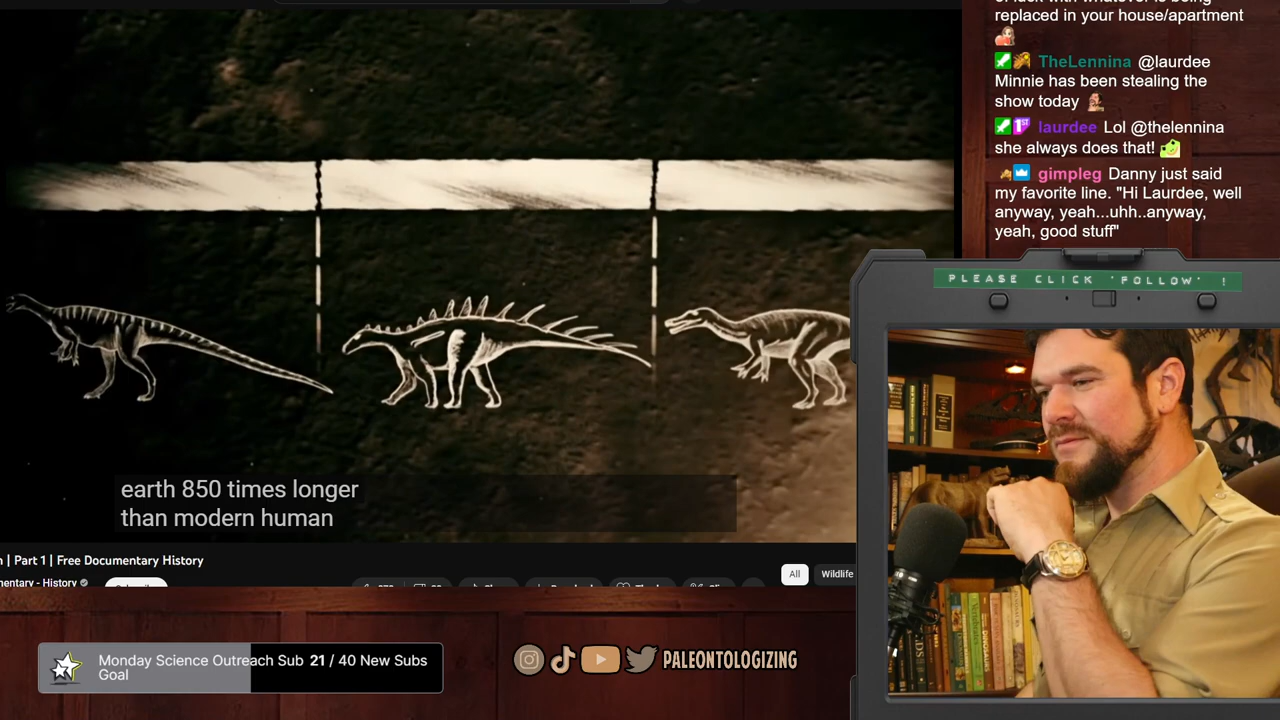 replaced in your house/apartment
TheLennina @laurdee
Minnie has been stealing the
show today
laurdee Lol @thelennina
she always does that!
gimpleg Danny just said
my favorite line. "Hi Laurdee, well
anyway, yeah...uhh..anyway,
yeah, good stuff"
PLEASE CLICK 'FOLLOW' !
earth 850 times longer
than modern human
| Part 1 | Free Documentary History
mentary - History
All
Wildlife
Monday Science Outreach Sub 21 / 40 New Subs
Goal
PALEONTOLOGIZING